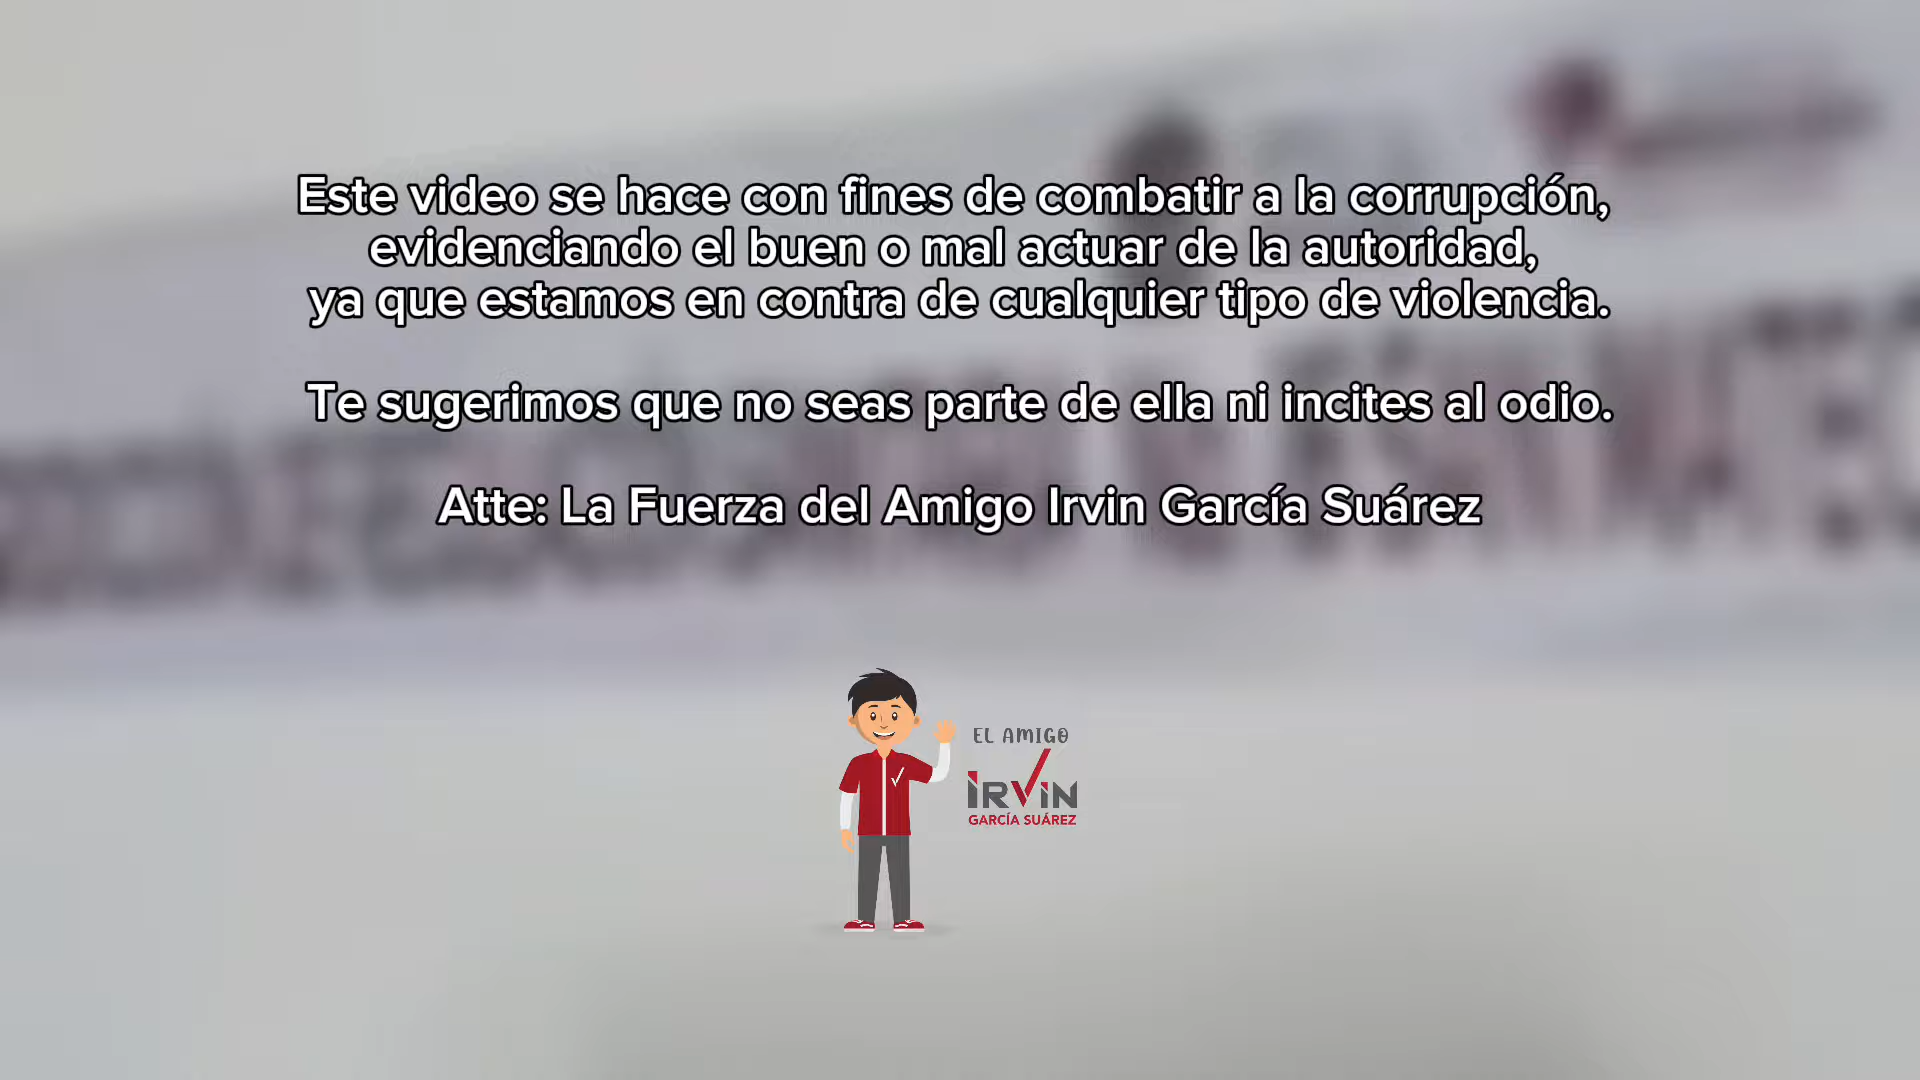 Este video se hace con fines de combatir a la corrupción,
evidenciando el buen o mal actuar de la autoridad,
ya que estamos en contra de cualquier tipo de violencia.
Te sugerimos que no seas parte de ella ni incites al odio.
Atte: La Fuerza del Amigo Irvin García Suárez
EL AMIGO
IRVIN
GARCÍA SUÁREZ